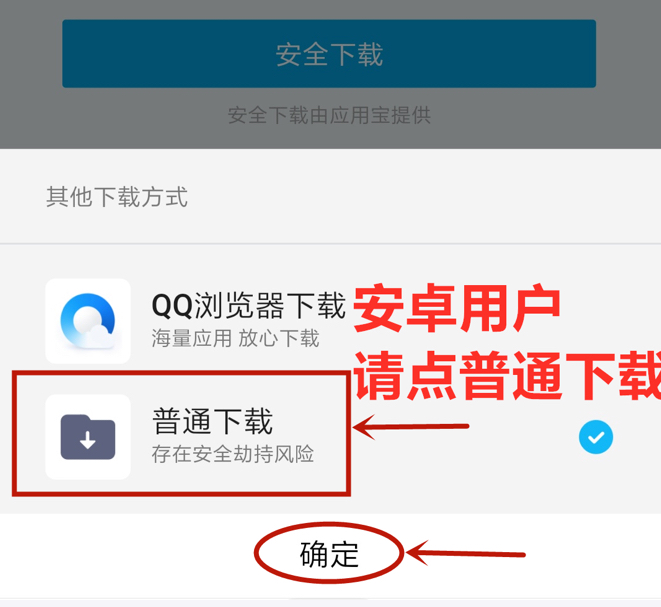 安全下载
安全下载由应用宝提供
其他下载方式
QQ浏览器下载
海量应用 放心下载
安卓用户
请点普通下载
普通下载
存在安全劫持风险
确定